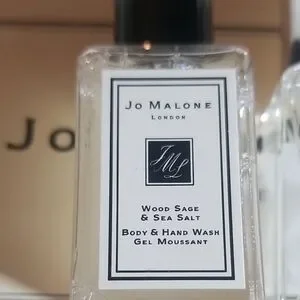 Jo
JO MALONE
LONDON
JML
WOOD SAGE
& SEA SALT
BODY & HAND WASH
GEL MOUSSANT